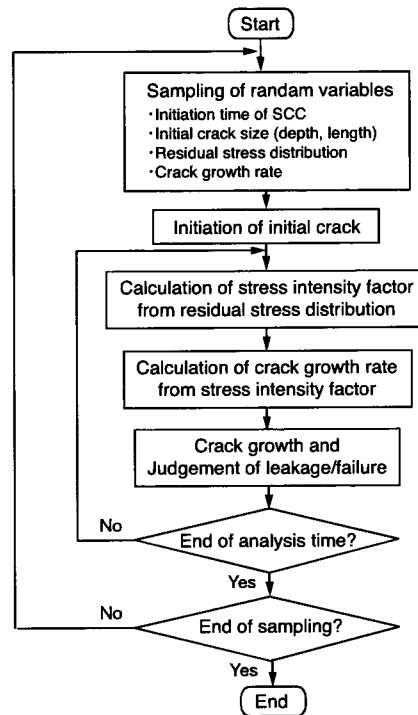 Start
Sampling of randam variables
・Initiation time of SCC
・Initial crack size (depth, length)
・Residual stress distribution
・Crack growth rate
Initiation of initial crack
Calculation of stress intensity factor
from residual stress distribution
Calculation of crack growth rate
from stress intensity factor
Crack growth and
Judgement of leakage/failure
No
End of analysis time?
Yes
No
End of sampling?
Yes
End